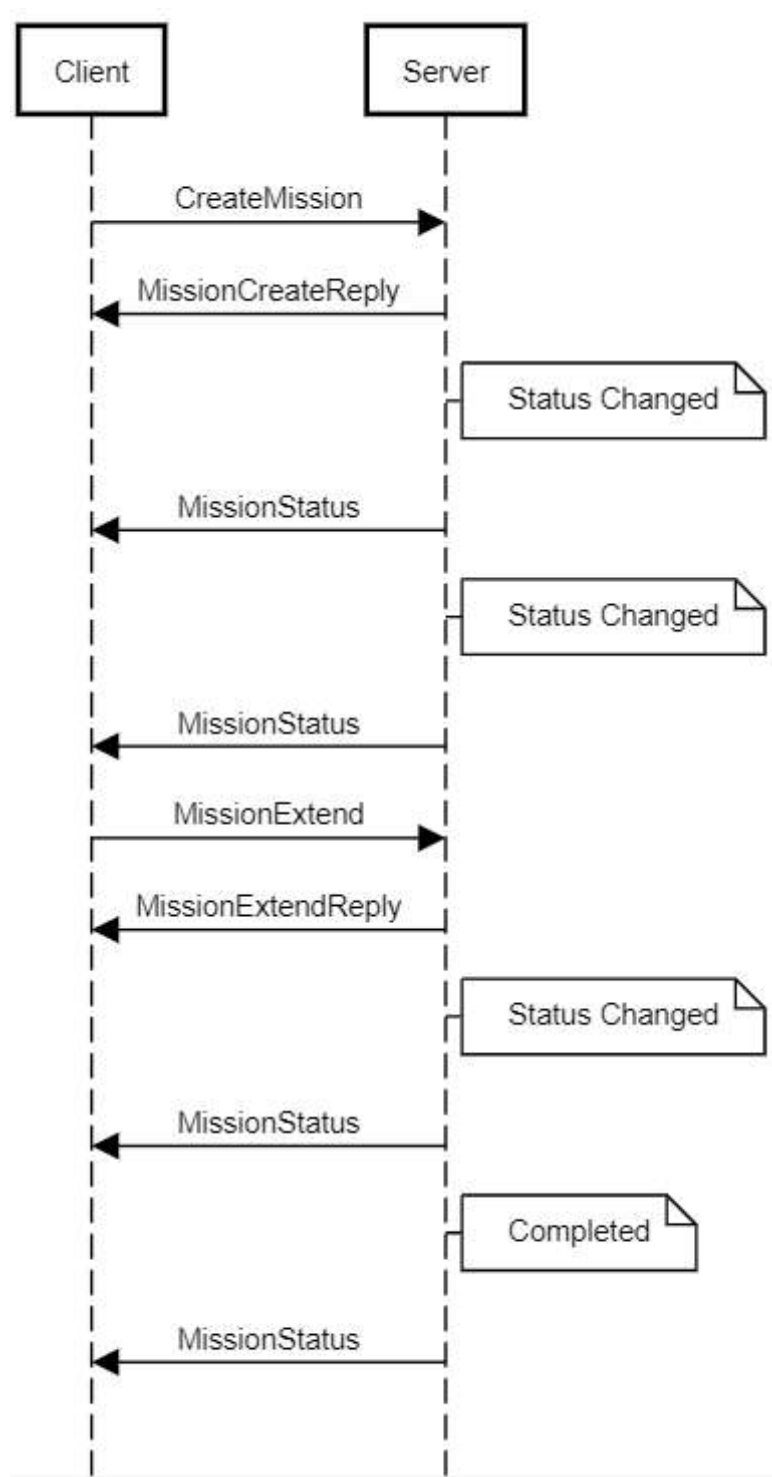 Client
Server
CreateMission
MissionCreateReply
Status Changed
MissionStatus
Status Changed
MissionStatus
MissionExtend
MissionExtendReply
Status Changed
MissionStatus
Completed
MissionStatus